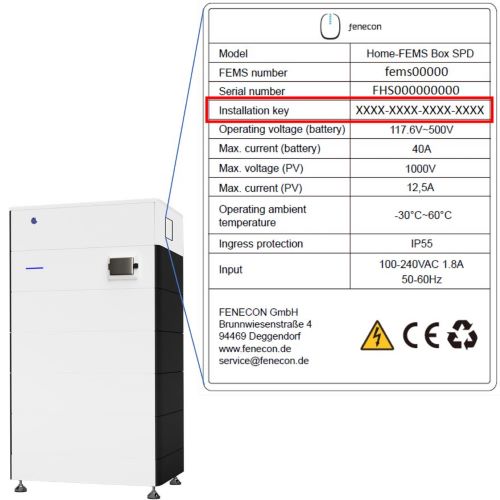 fenecon
Model Home-FEMS Box SPD
FEMS number fems00000
Serial number FHS000000000
Installation key XXXX-XXXX-XXXX-XXXX
Operating voltage (battery) 117.6V~500V
Max. current (battery) 40A
Max. voltage (PV) 1000V
Max. current (PV) 12,5A
Operating ambient
temperature -30°C~60°C
Ingress protection IP55
Input 100-240VAC 1.8A
50-60Hz
FENECON GmbH
Brunnwiesenstraße 4
94469 Deggendorf
www.fenecon.de
service@fenecon.de
CE